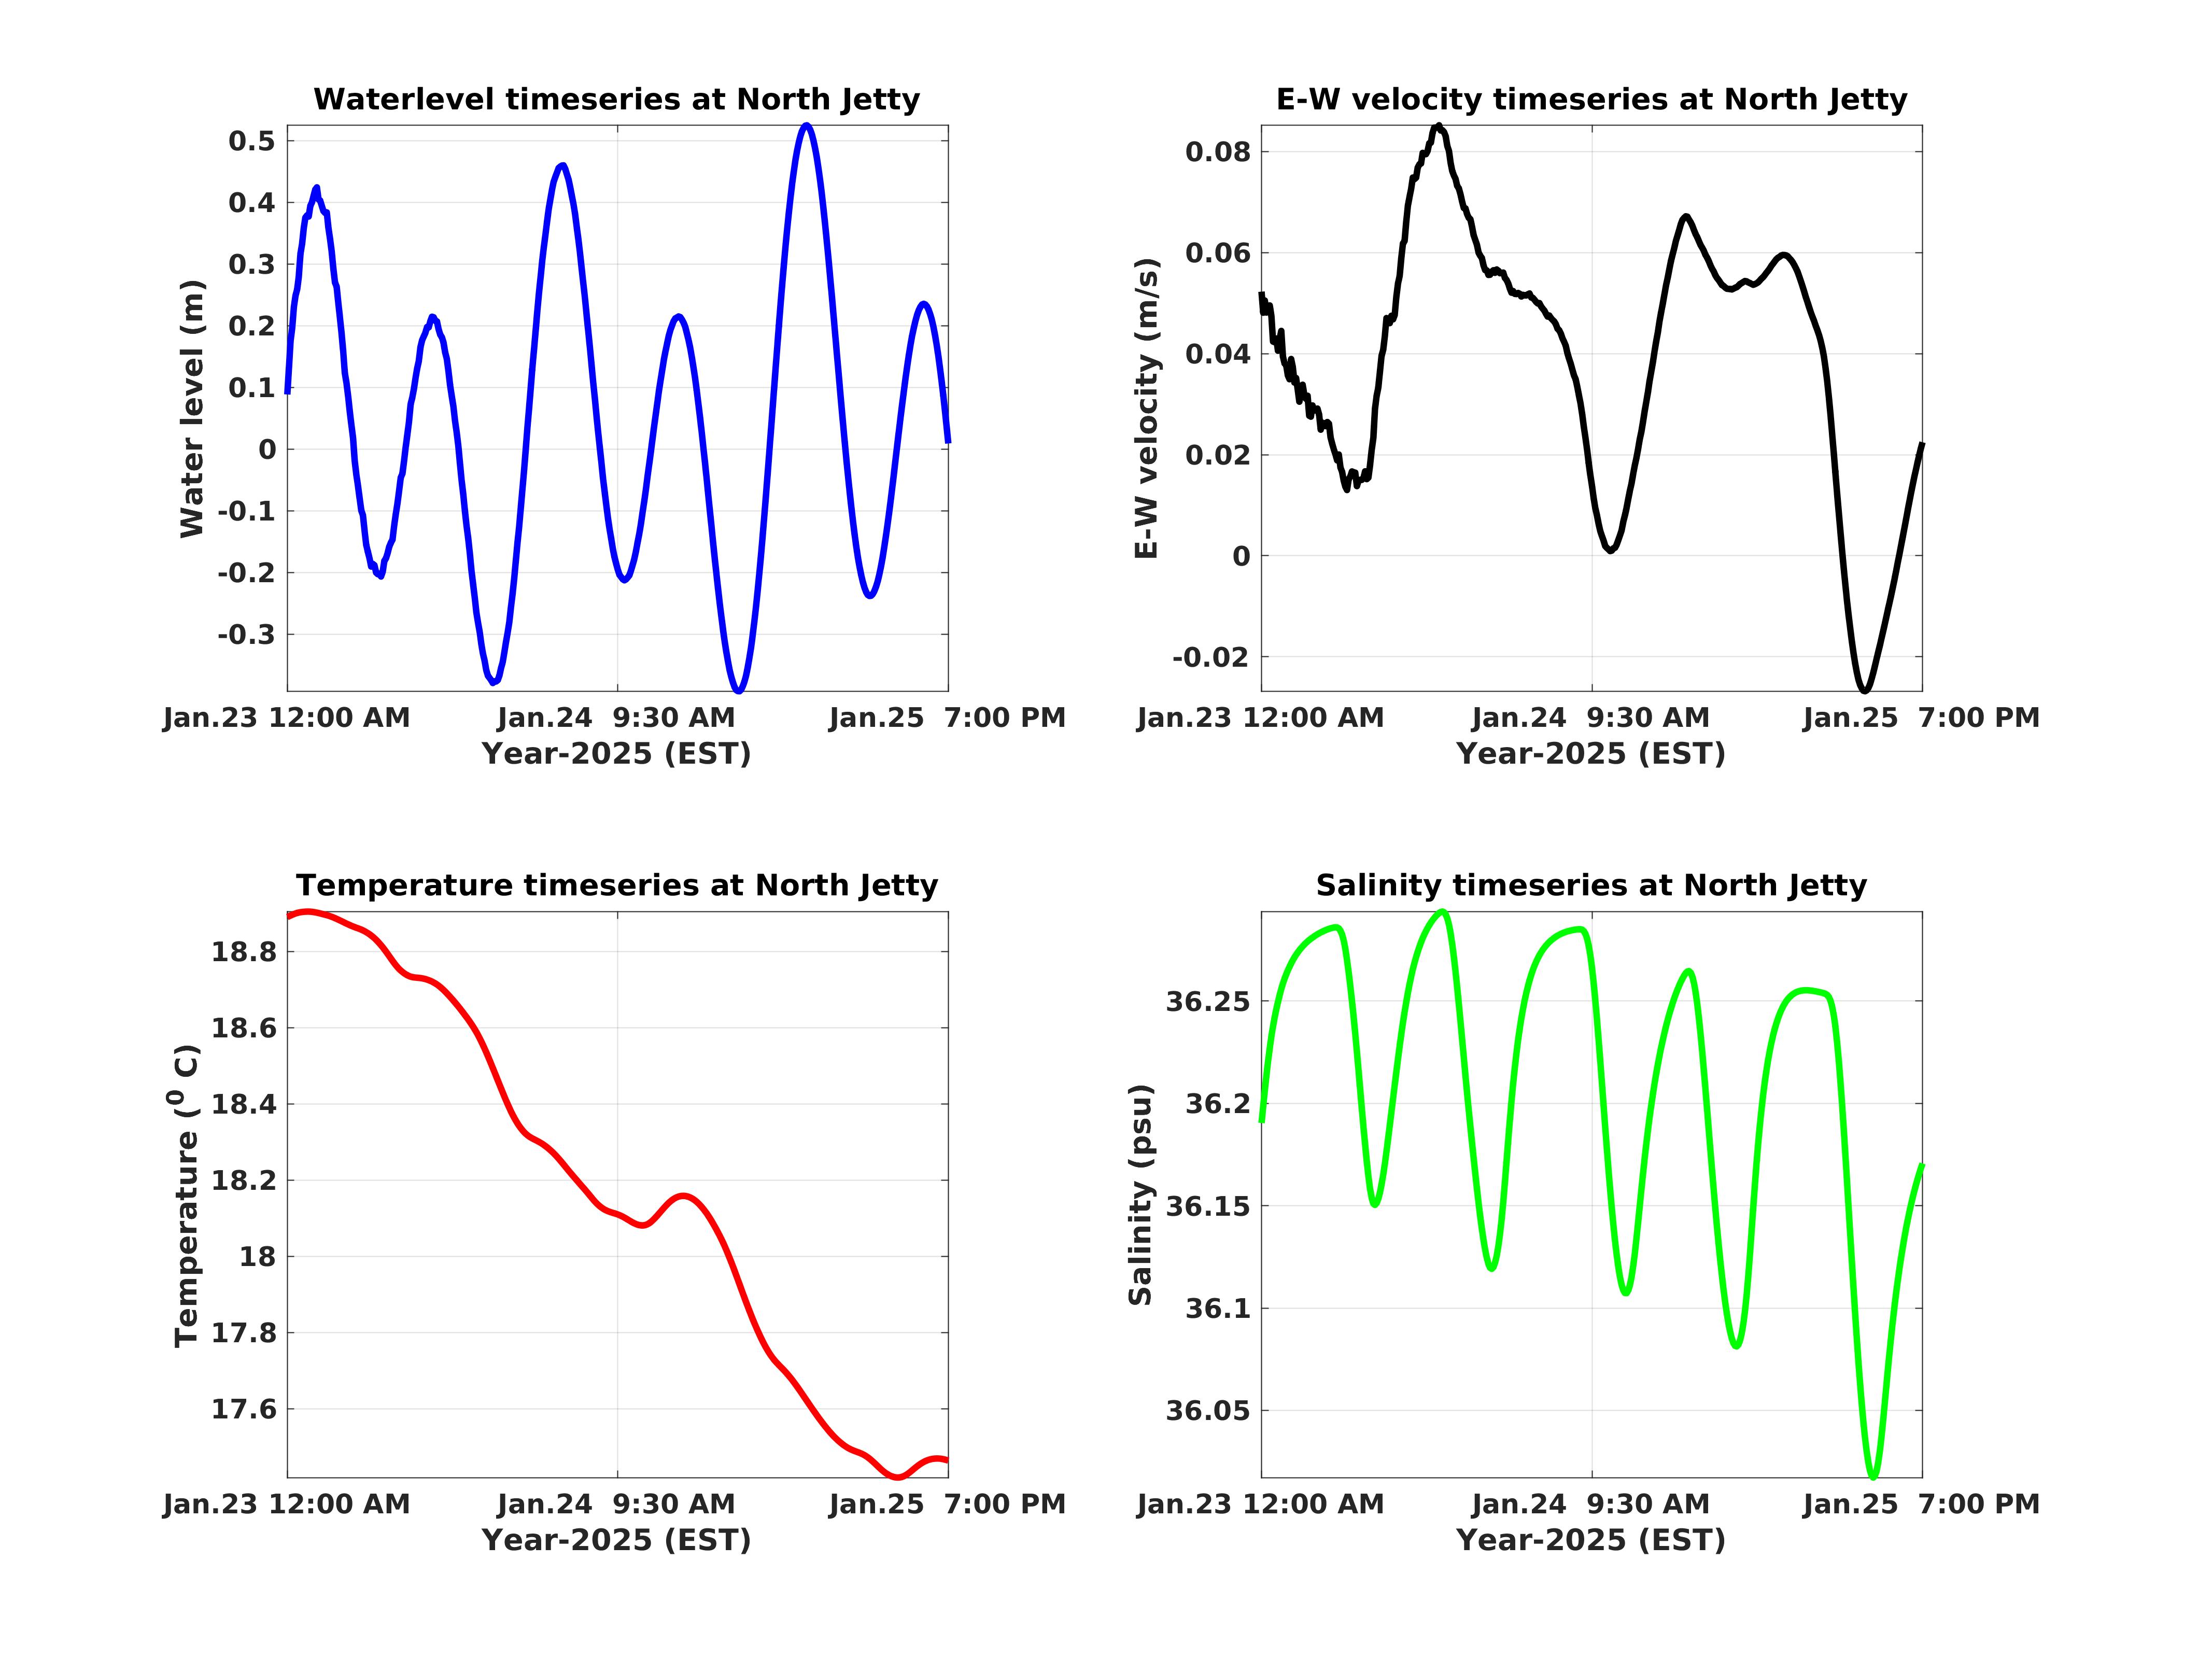 Waterlevel timeseries at North Jetty
0.5
0.4
0.3
0.2
0.1
0
-0.1
-0.2
-0.3
Water level (m)
Jan.23 12:00 AM
Jan.24  9:30 AM
Jan.25  7:00 PM
Year-2025 (EST)
E-W velocity timeseries at North Jetty
0.08
0.06
0.04
0.02
0
-0.02
E-W velocity (m/s)
Jan.23 12:00 AM
Jan.24  9:30 AM
Jan.25  7:00 PM
Year-2025 (EST)
Temperature timeseries at North Jetty
18.8
18.6
18.4
18.2
18
17.8
17.6
Temperature (⁰ C)
Jan.23 12:00 AM
Jan.24  9:30 AM
Jan.25  7:00 PM
Year-2025 (EST)
Salinity timeseries at North Jetty
36.25
36.2
36.15
36.1
36.05
Salinity (psu)
Jan.23 12:00 AM
Jan.24  9:30 AM
Jan.25  7:00 PM
Year-2025 (EST)